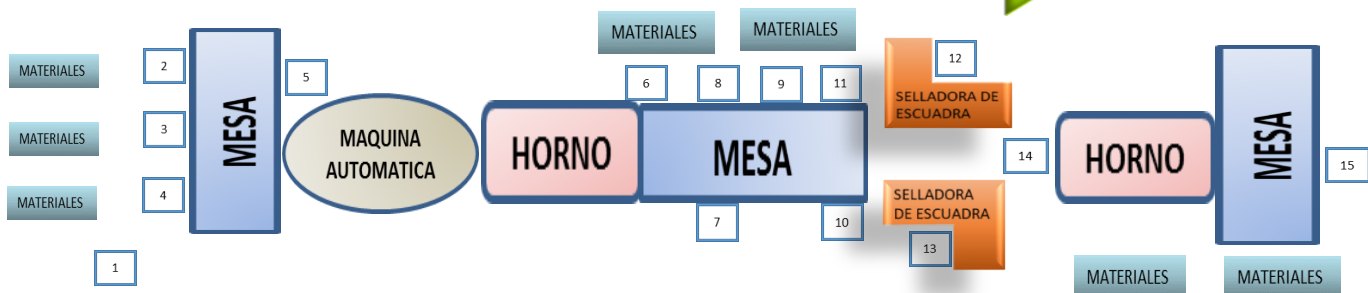 MATERIALES
MATERIALES
MATERIALES
1
2
3
4
MESA
5
MAQUINA
AUTOMATICA
HORNO
MATERIALES
MATERIALES
6
8
9
11
MESA
7
10
12
SELLADORA DE
ESCUADRA
SELLADORA
DE ESCUADRA
13
14
HORNO
MESA
15
MATERIALES
MATERIALES